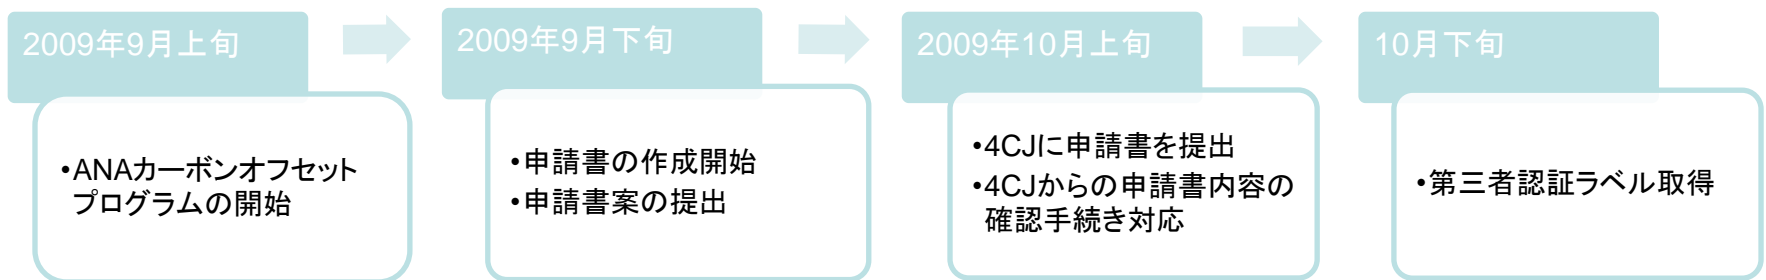 2009年9月上旬
•ANAカーボンオフセット
プログラムの開始
2009年9月下旬
•申請書の作成開始
•申請書案の提出
2009年10月上旬
•4CJに申請書を提出
•4CJからの申請書内容の
確認手続き対応
10月下旬
•第三者認証ラベル取得